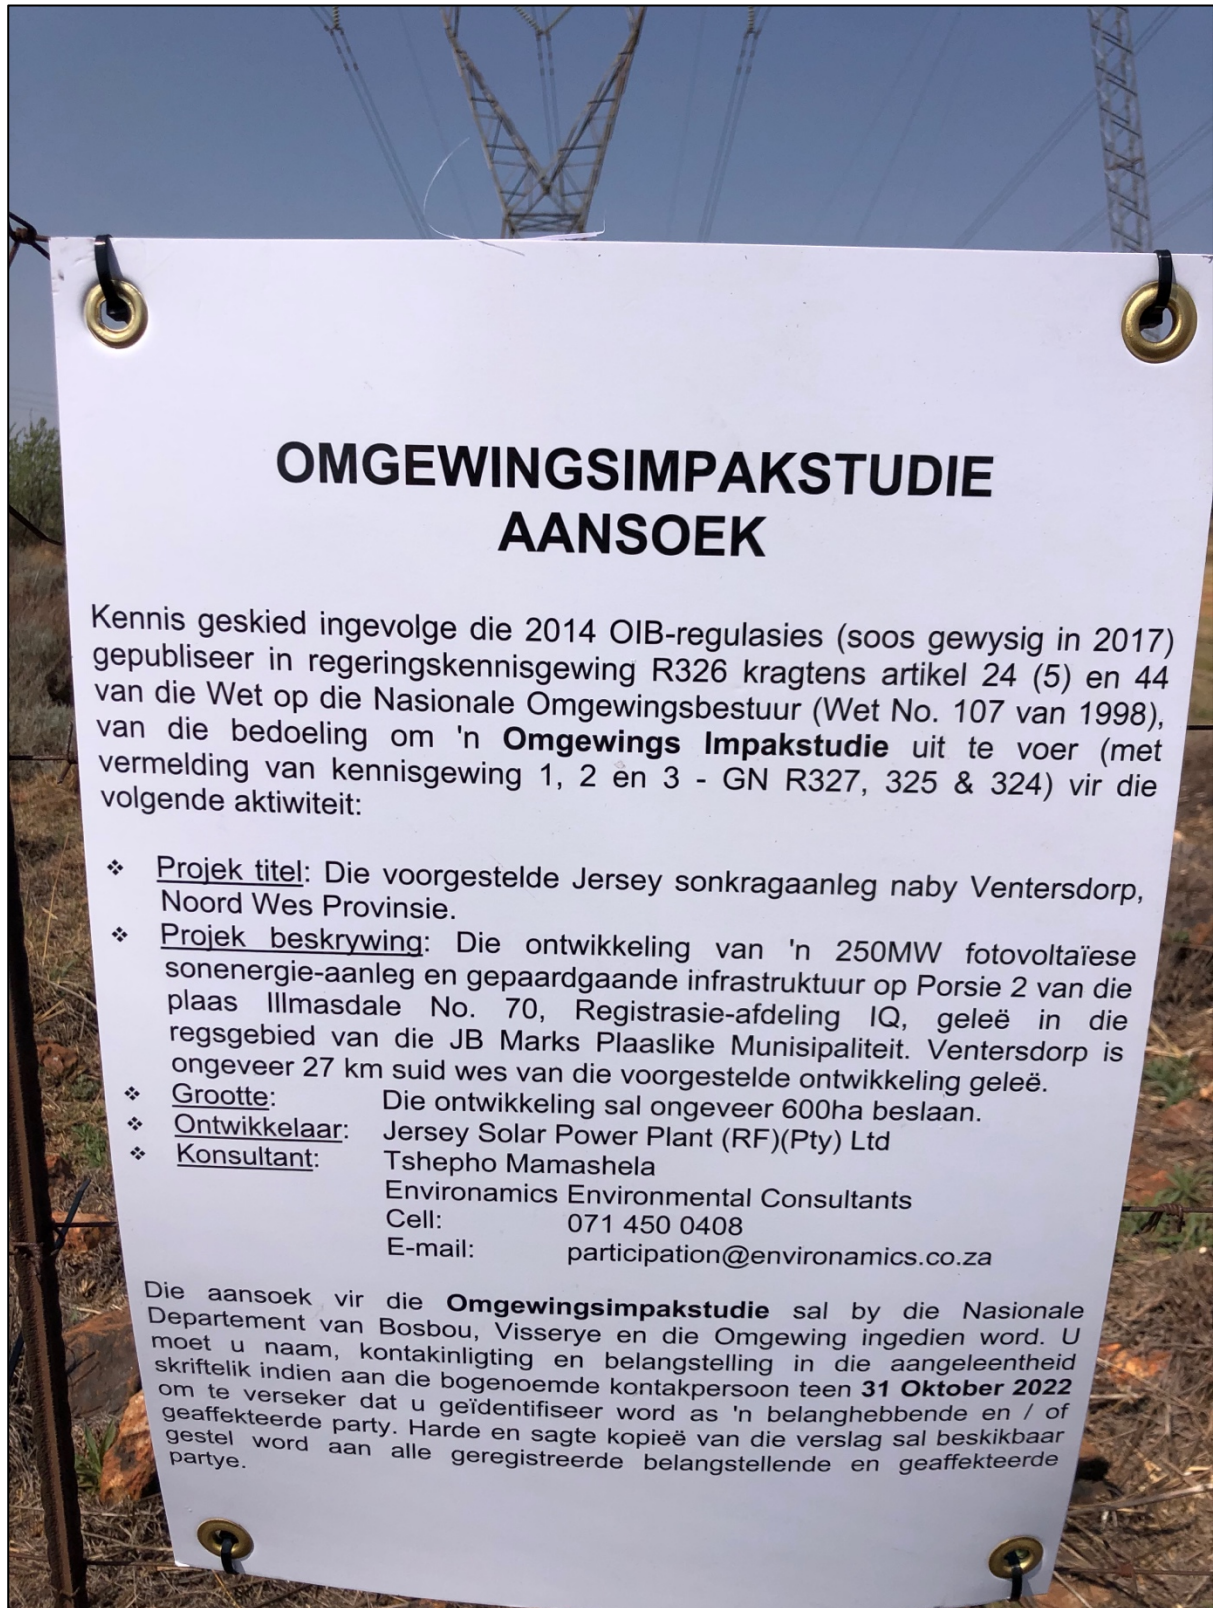 OMGEWINGSIMPAKSTUDIE
AANSOEK
Kennis geskied ingevolge die 2014 OIB-regulasies (soos gewysig in 2017)
gepubliseer in regeringskennisgewing R326 kragtens artikel 24 (5) en 44
van die Wet op die Nasionale Omgewingsbestuur (Wet No. 107 van 1998),
van die bedoeling om 'n Omgewings Impakstudie uit te voer (met
vermelding van kennisgewing 1, 2 en 3 - GN R327, 325 & 324) vir die
volgende aktiwiteit:
❖ Projek titel: Die voorgestelde Jersey sonkragaanleg naby Ventersdorp,
Noord Wes Provinsie.
❖ Projek beskrywing: Die ontwikkeling van 'n 250MW fotovoltaïese
sonenergie-aanleg en gepaardgaande infrastruktuur op Porsie 2 van die
plaas Illmasdale No. 70, Registrasie-afdeling IQ, geleë in die
regsgebied van die JB Marks Plaaslike Munisipaliteit. Ventersdorp is
ongeveer 27 km suid wes van die voorgestelde ontwikkeling geleë.
❖ Grootte: Die ontwikkeling sal ongeveer 600ha beslaan.
❖ Ontwikkelaar: Jersey Solar Power Plant (RF)(Pty) Ltd
❖ Konsultant: Tshepho Mamashela
Environamics Environmental Consultants
Cell: 071 450 0408
E-mail: participation@environamics.co.za
Die aansoek vir die Omgewingsimpakstudie sal by die Nasionale
Departement van Bosbou, Visserye en die Omgewing ingedien word. U
moet u naam, kontakinligting en belangstelling in die aangeleentheid
skriftelik indien aan die bogenoemde kontakpersoon teen 31 Oktober 2022
om te verseker dat u geïdentifiseer word as 'n belanghebbende en / of
geaffekteerde party. Harde en sagte kopieë van die verslag sal beskikbaar
gestel word aan alle geregistreerde belangstellende en geaffekteerde
partye.